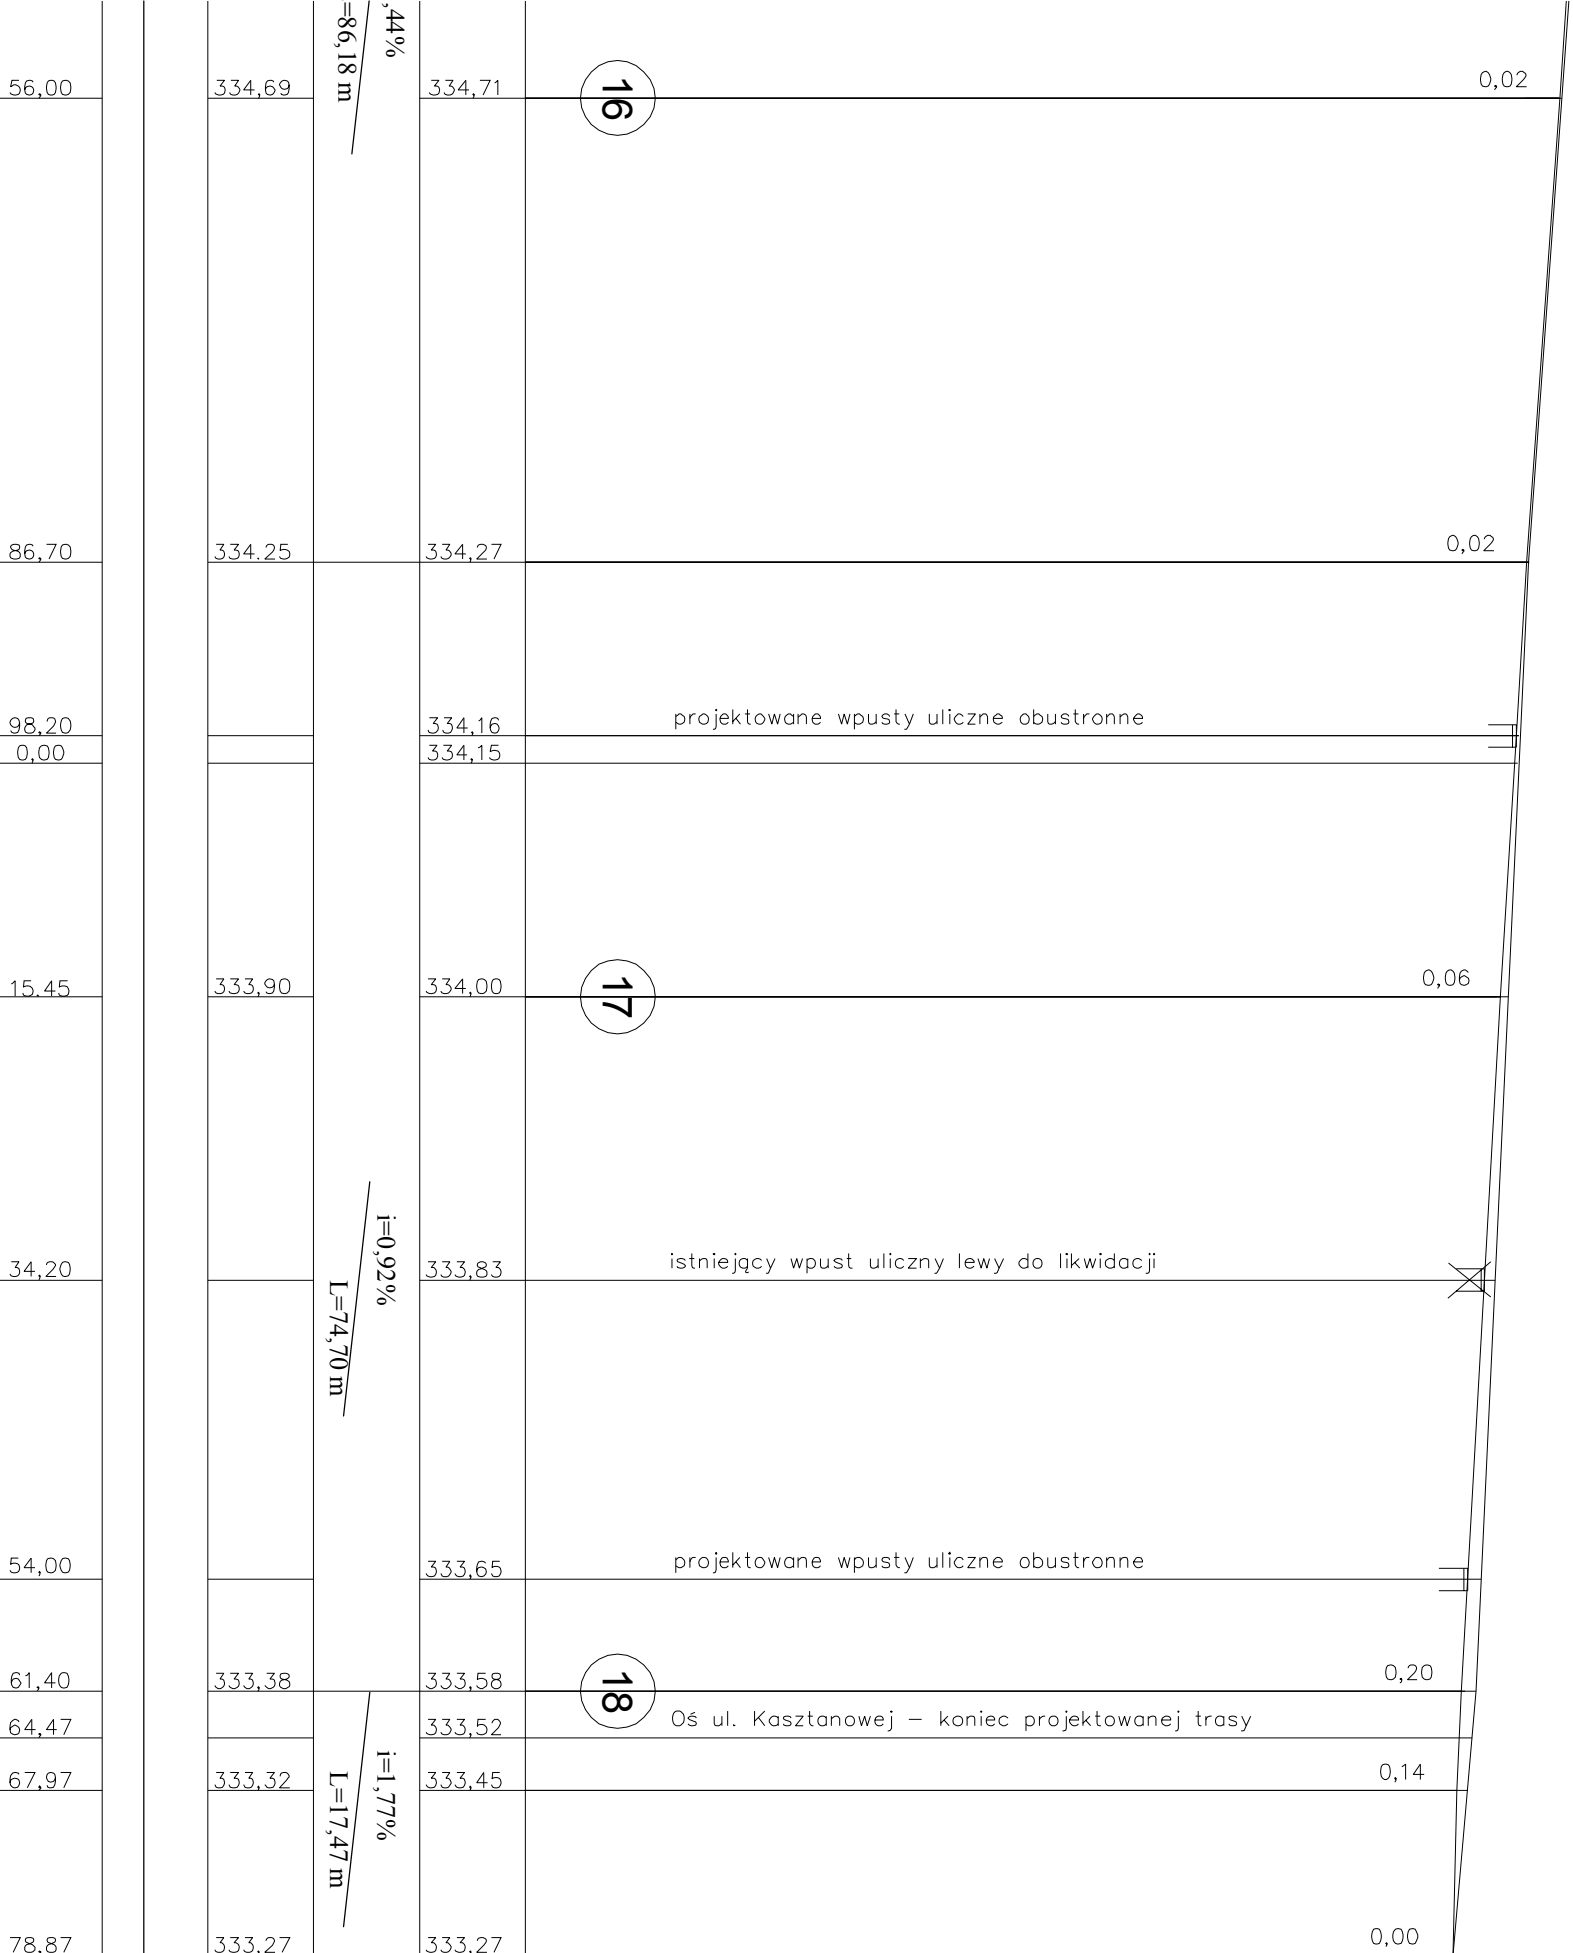 ,44%
=86,18 m
56,00 334,69 334,71 16 0,02
86,70 334.25 334,27 0,02
98,20 334,16 projektowane wpusty uliczne obustronne
0,00 334,15
15.45 333,90 334,00 17 0,06
i=0,92%
L=74,70 m
34,20 333,83 istniejący wpust uliczny lewy do likwidacji
54,00 333,65 projektowane wpusty uliczne obustronne
61,40 333,38 333,58 18 0,20
64,47 333,52 Oś ul. Kasztanowej – koniec projektowanej trasy
i=1,77%
L=17,47 m
67,97 333,32 333,45 0,14
78,87 333,27 333,27 0,00